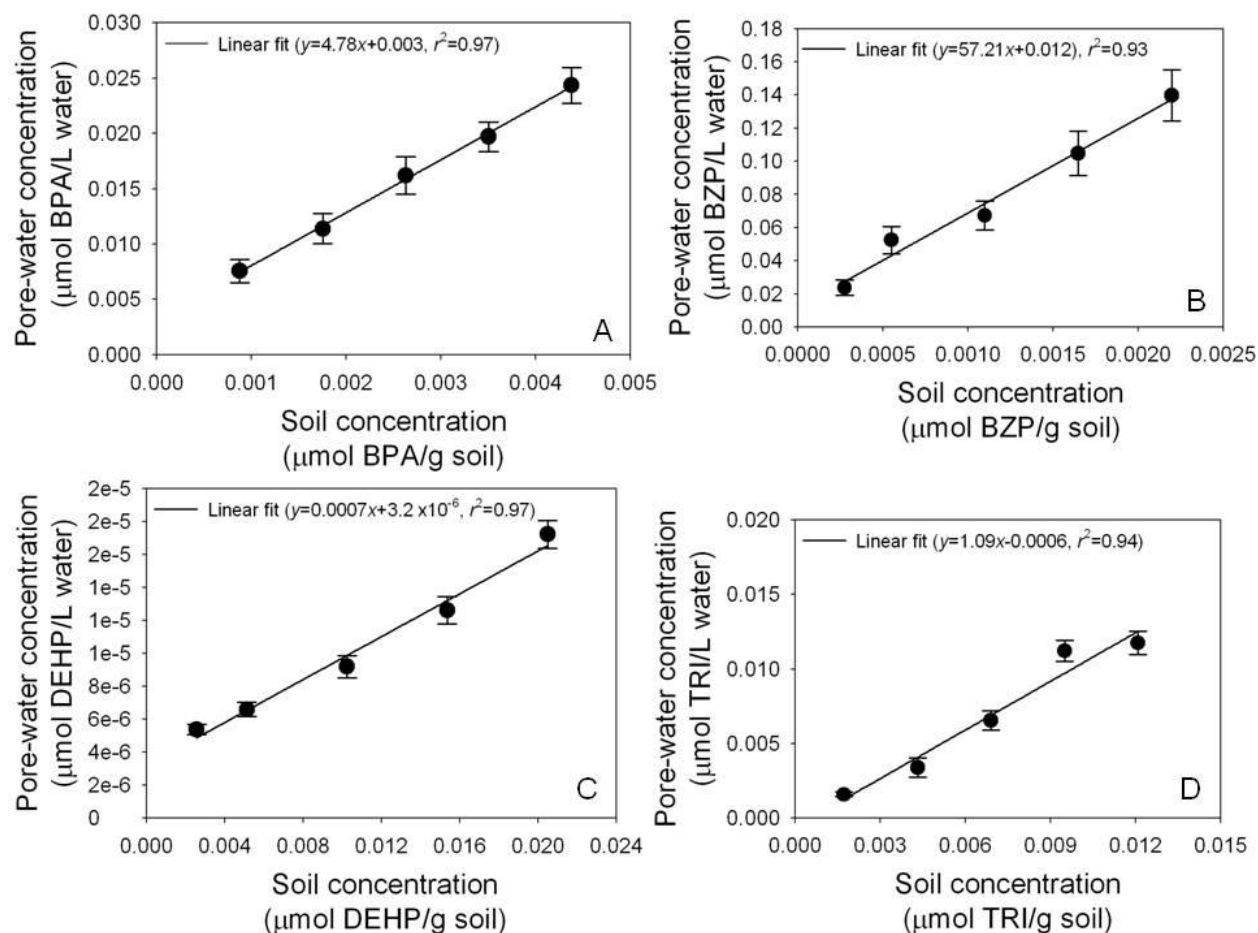 Pore-water concentration
(µmol BPA/L water)
0.030
0.025
0.020
0.015
0.010
0.005
0.000
Linear fit (y=4.78x+0.003, r²=0.97)
A
0.000 0.001 0.002 0.003 0.004 0.005
Soil concentration
(µmol BPA/g soil)
Pore-water concentration
(µmol BZP/L water)
0.18
0.16
0.14
0.12
0.10
0.08
0.06
0.04
0.02
0.00
Linear fit (y=57.21x+0.012), r²=0.93
B
0.0000 0.0005 0.0010 0.0015 0.0020 0.0025
Soil concentration
(µmol BZP/g soil)
Pore-water concentration
(µmol DEHP/L water)
2e-5
2e-5
2e-5
1e-5
1e-5
1e-5
8e-6
6e-6
4e-6
2e-6
0
Linear fit (y=0.0007x+3.2 x10⁻⁶, r²=0.97)
C
0.000 0.004 0.008 0.012 0.016 0.020 0.024
Soil concentration
(µmol DEHP/g soil)
Pore-water concentration
(µmol TRI/L water)
0.020
0.015
0.010
0.005
0.000
Linear fit (y=1.09x-0.0006, r²=0.94)
D
0.000 0.003 0.006 0.009 0.012 0.015
Soil concentration
(µmol TRI/g soil)